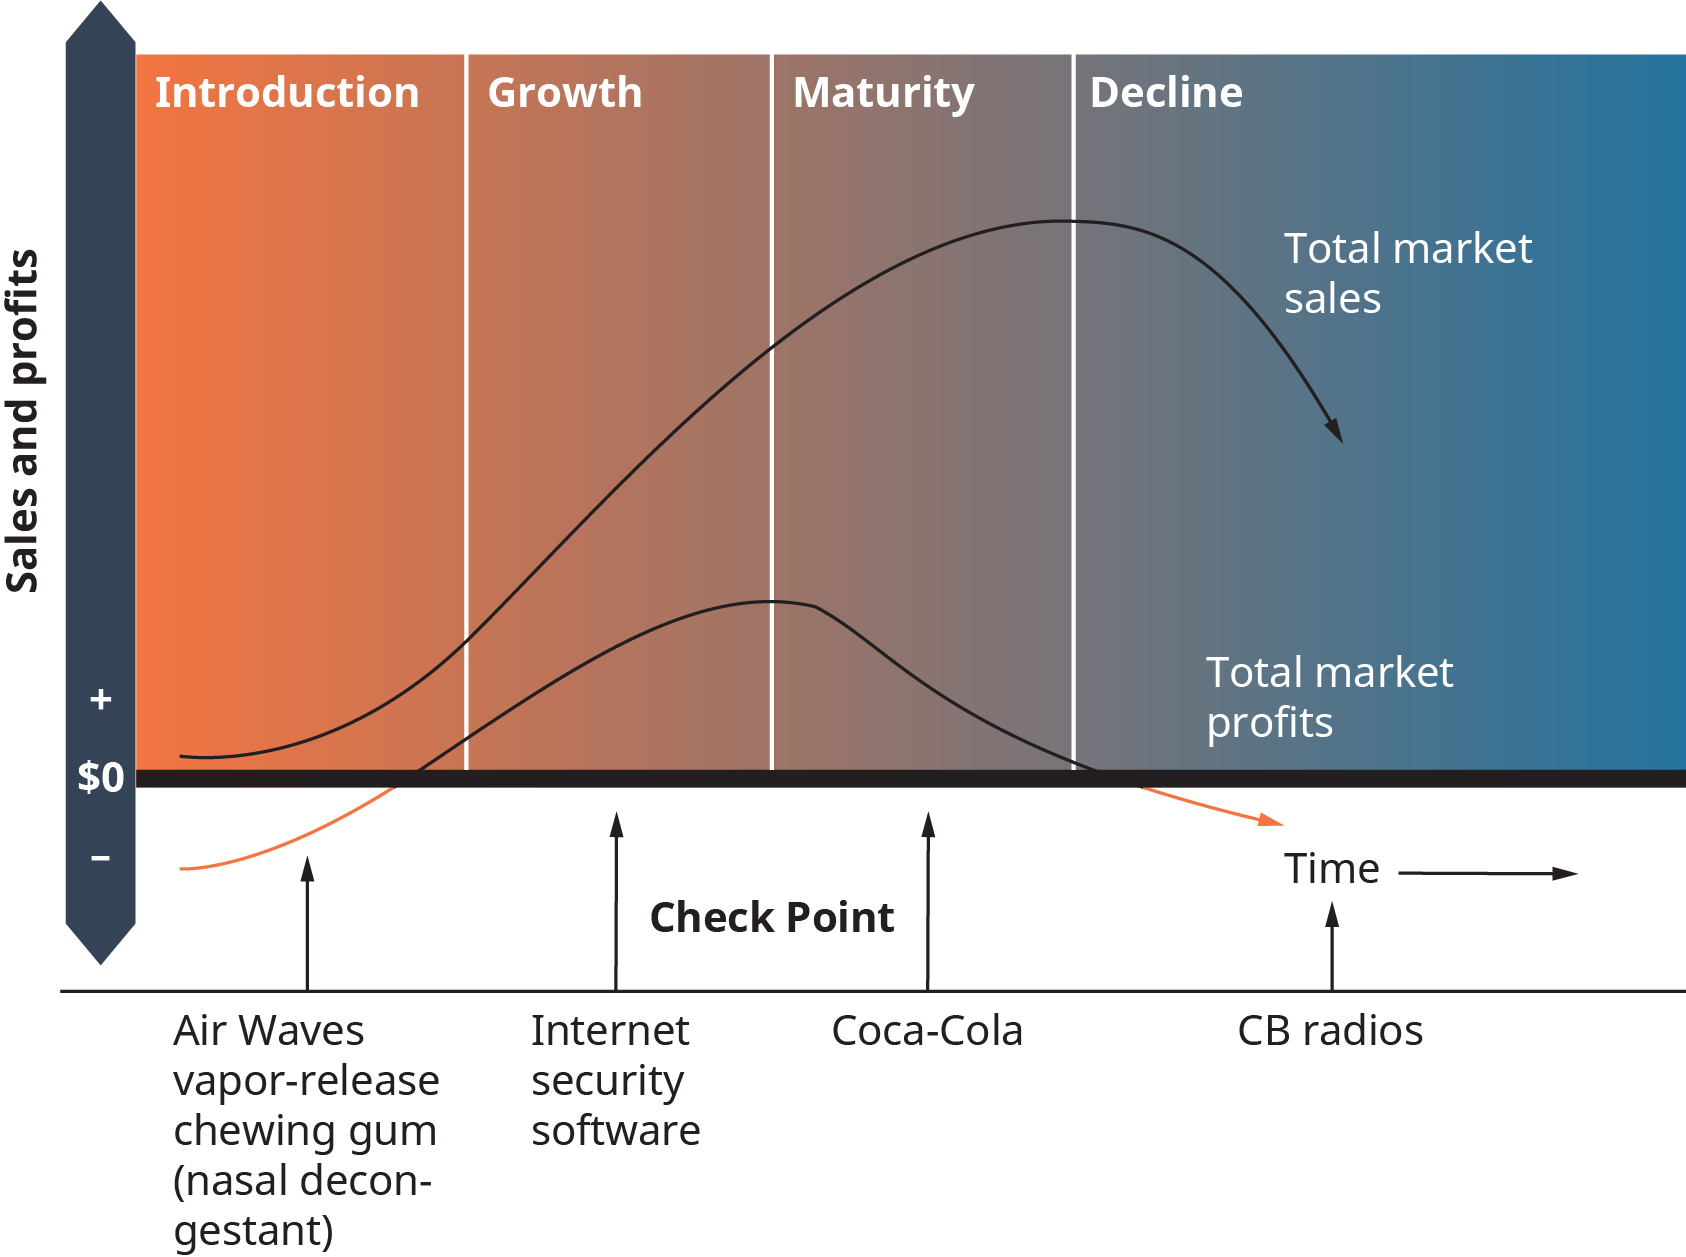 Introduction
Growth
Maturity
Decline
Sales and profits
Total market
sales
Total market
profits
+
$0
–
Time
Check Point
Air Waves
vapor-release
chewing gum
(nasal decon-
gestant)
Internet
security
software
Coca-Cola
CB radios